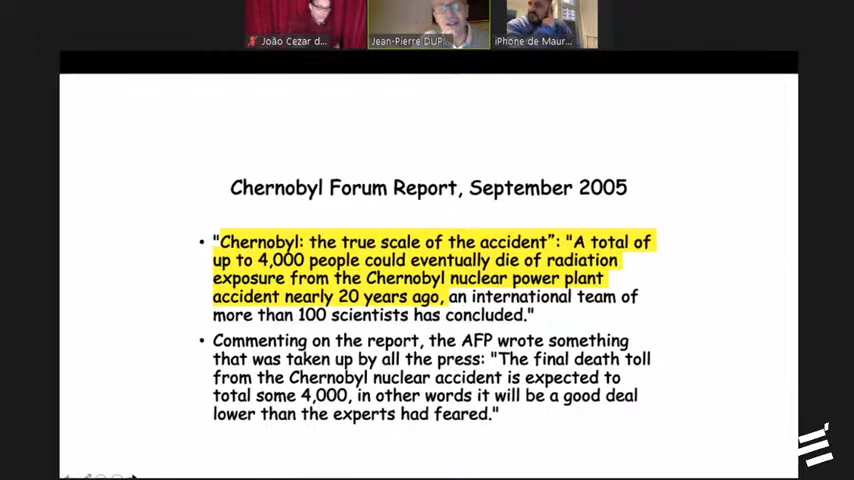 João Cezar d...
Jean-Pierre DUP...
iPhone de Maur...
Chernobyl Forum Report, September 2005
• "Chernobyl: the true scale of the accident”: "A total of
up to 4,000 people could eventually die of radiation
exposure from the Chernobyl nuclear power plant
accident nearly 20 years ago, an international team of
more than 100 scientists has concluded."
• Commenting on the report, the AFP wrote something
that was taken up by all the press: "The final death toll
from the Chernobyl nuclear accident is expected to
total some 4,000, in other words it will be a good deal
lower than the experts had feared."